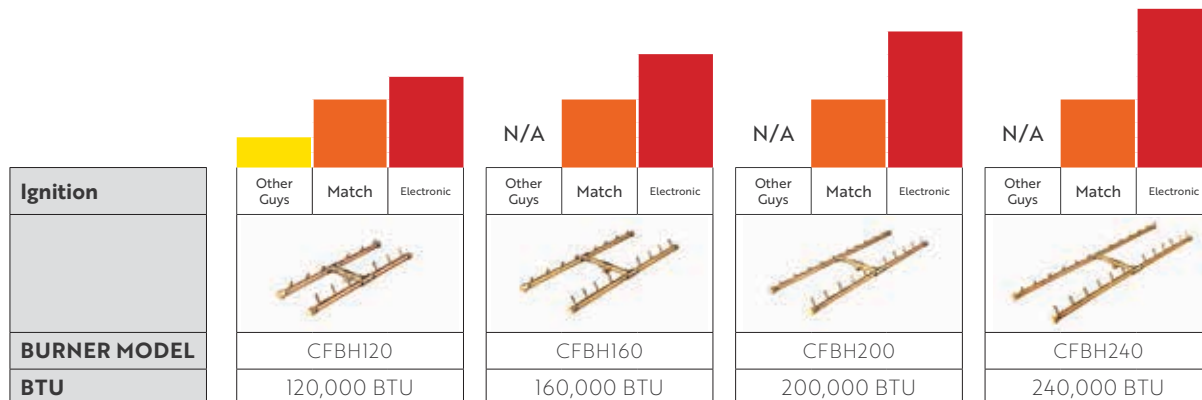 N/A
N/A
N/A
Ignition
Other Guys
Match
Electronic
Other Guys
Match
Electronic
Other Guys
Match
Electronic
Other Guys
Match
Electronic
BURNER MODEL
CFBH120
CFBH160
CFBH200
CFBH240
BTU
120,000 BTU
160,000 BTU
200,000 BTU
240,000 BTU